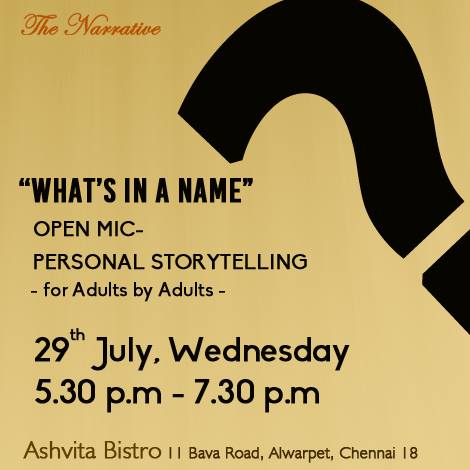 The Narrative
“WHAT'S IN A NAME”
OPEN MIC-
PERSONAL STORYTELLING
- for Adults by Adults -
29th July, Wednesday
5.30 p.m - 7.30 p.m
Ashvita Bistro 11 Bava Road, Alwarpet, Chennai 18